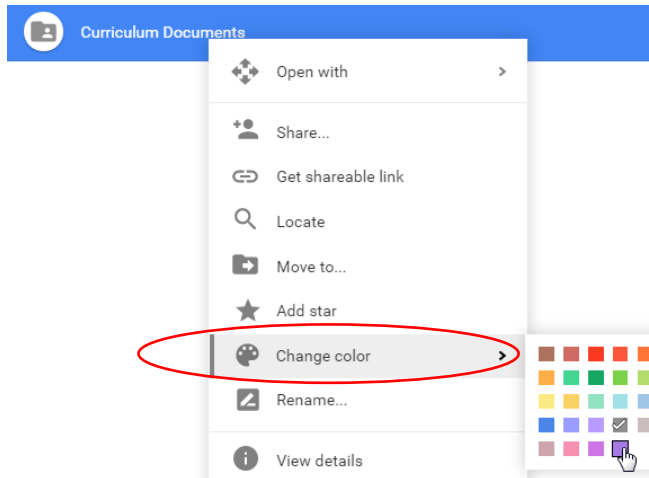 Curriculum Documents
Open with
Share...
Get shareable link
Locate
Move to...
Add star
Change color
Rename...
View details